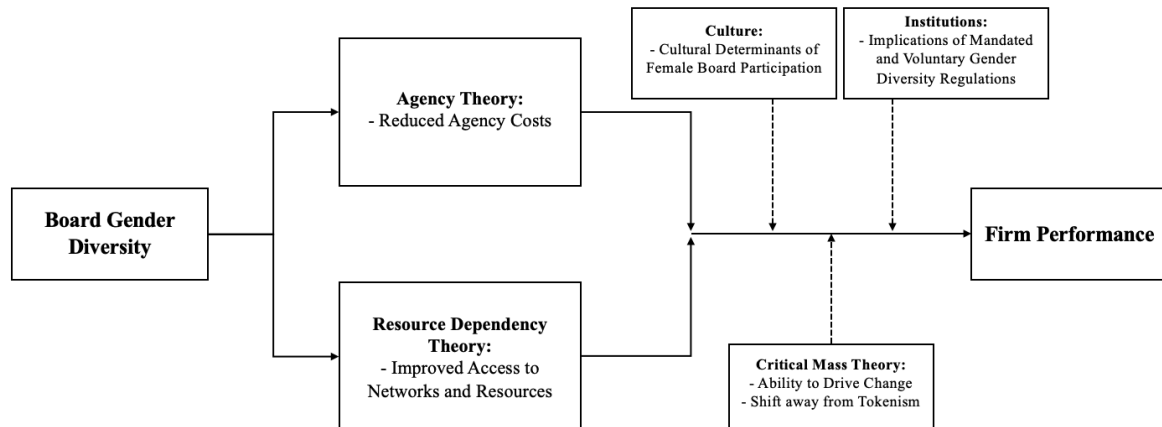 Board Gender
Diversity
Agency Theory:
- Reduced Agency Costs
Resource Dependency
Theory:
- Improved Access to
Networks and Resources
Culture:
- Cultural Determinants of
Female Board Participation
Institutions:
- Implications of Mandated
and Voluntary Gender
Diversity Regulations
Critical Mass Theory:
- Ability to Drive Change
- Shift away from Tokenism
Firm Performance